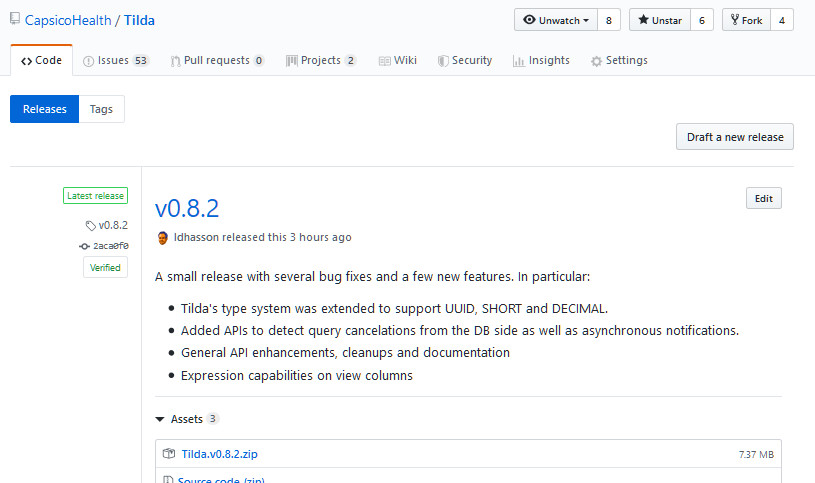 CapsicoHealth / Tilda
Unwatch 8 Unstar 6 Fork 4
Code Issues 53 Pull requests 0 Projects 2 Wiki Security Insights Settings
Releases Tags
Draft a new release
Latest release
v0.8.2
2aca0f0
Verified
v0.8.2
Edit
ldhasson released this 3 hours ago
A small release with several bug fixes and a few new features. In particular:
Tilda's type system was extended to support UUID, SHORT and DECIMAL.
Added APIs to detect query cancelations from the DB side as well as asynchronous notifications.
General API enhancements, cleanups and documentation
Expression capabilities on view columns
Assets 3
Tilda.v0.8.2.zip 7.37 MB
Source code (zip)